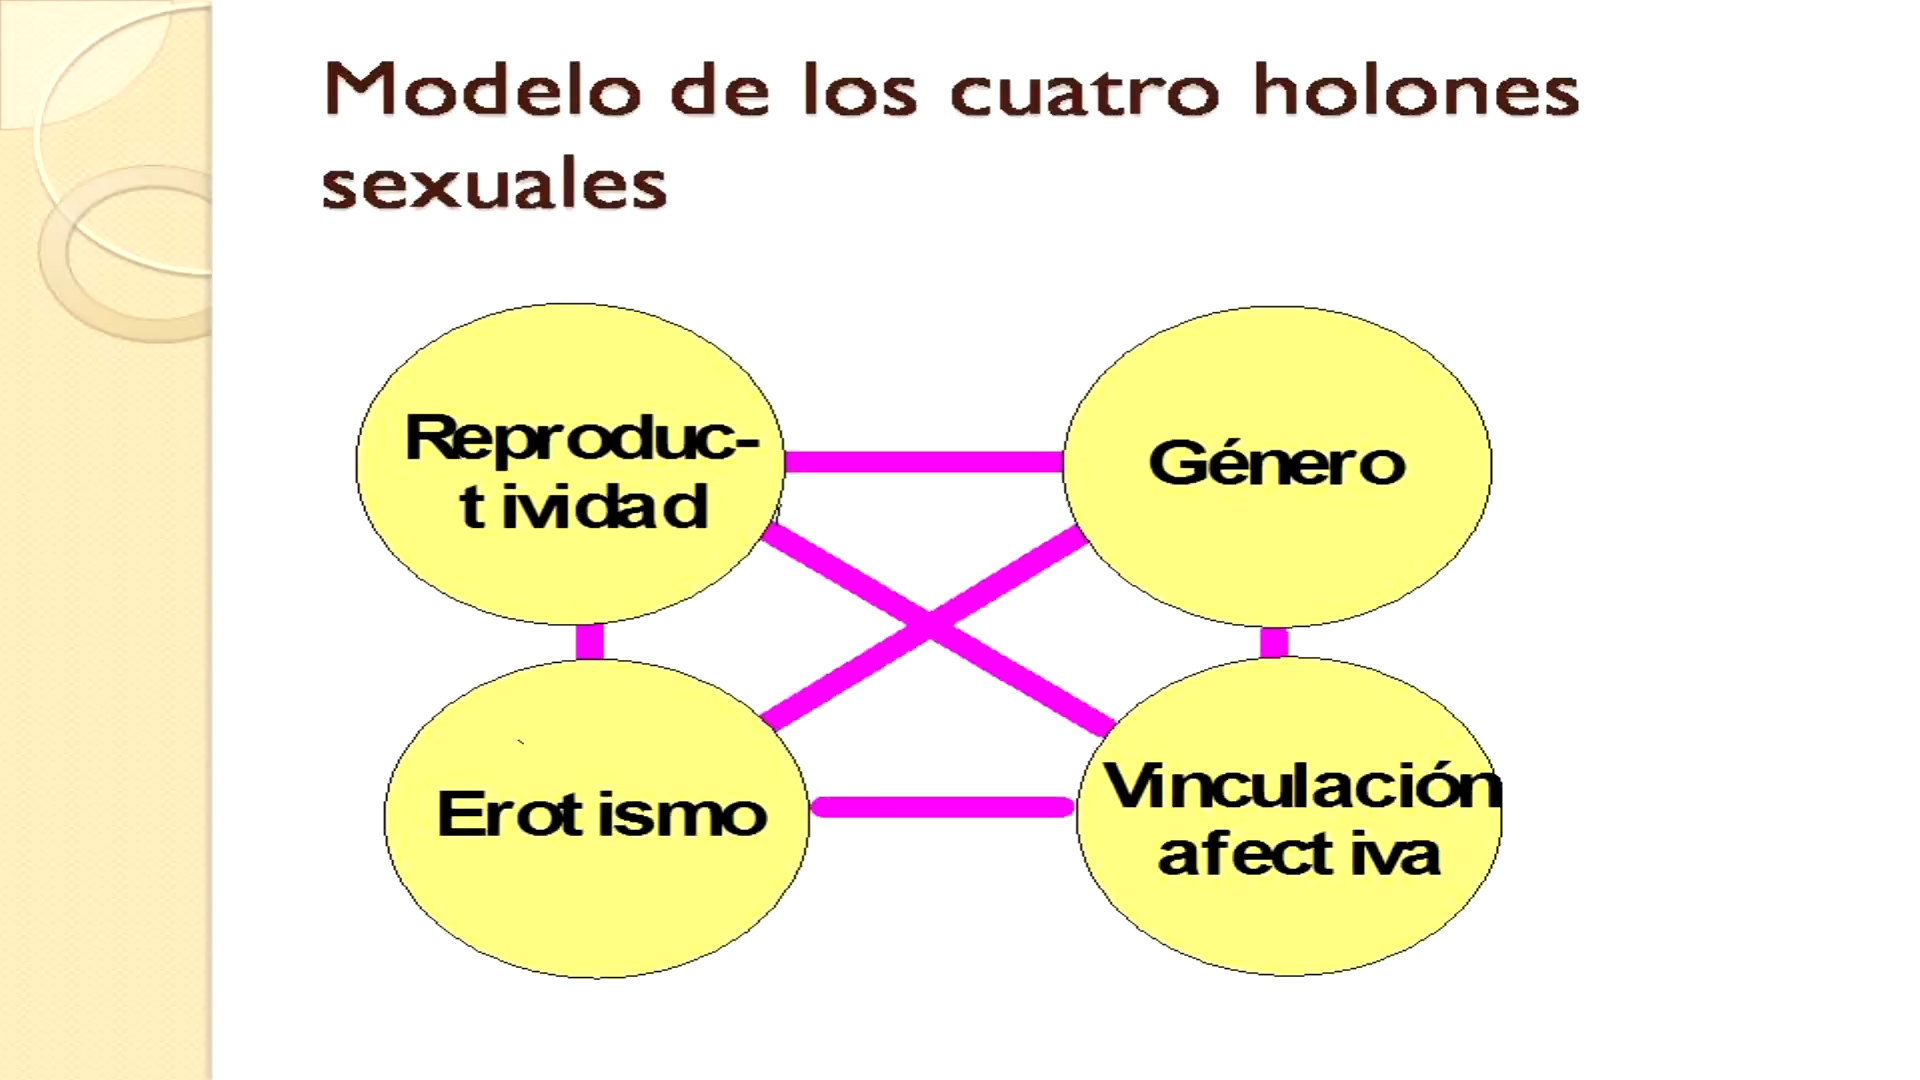 Modelo de los cuatro holones
sexuales
Reproduc-
tividad
Género
Erotismo
Vinculación
afectiva